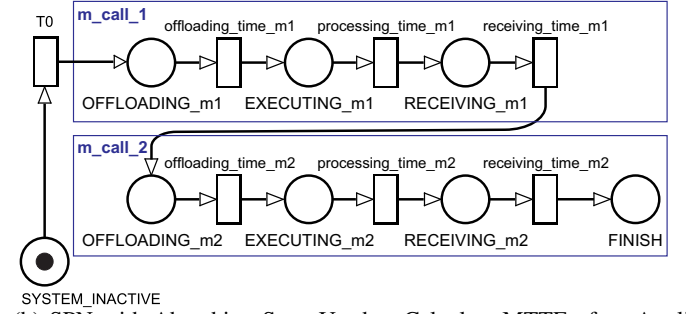 m_call_1
T0
offloading_time_m1 processing_time_m1 receiving_time_m1
OFFLOADING_m1 EXECUTING_m1 RECEIVING_m1
m_call_2
offloading_time_m2 processing_time_m2 receiving_time_m2
OFFLOADING_m2 EXECUTING_m2 RECEIVING_m2 FINISH
SYSTEM_INACTIVE